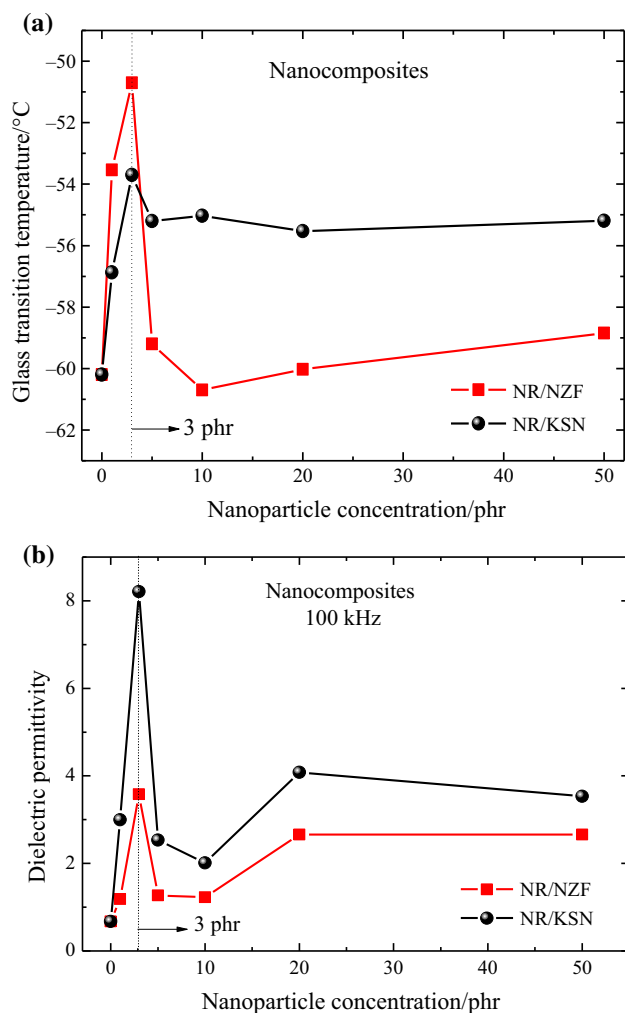 (a)
Nanocomposites
Glass transition temperature/°C
–50
–52
–54
–56
–58
–60
–62
NR/NZF
NR/KSN
3 phr
0 10 20 30 40 50
Nanoparticle concentration/phr
(b)
Nanocomposites
100 kHz
Dielectric permittivity
8
6
4
2
0
NR/NZF
NR/KSN
3 phr
0 10 20 30 40 50
Nanoparticle concentration/phr